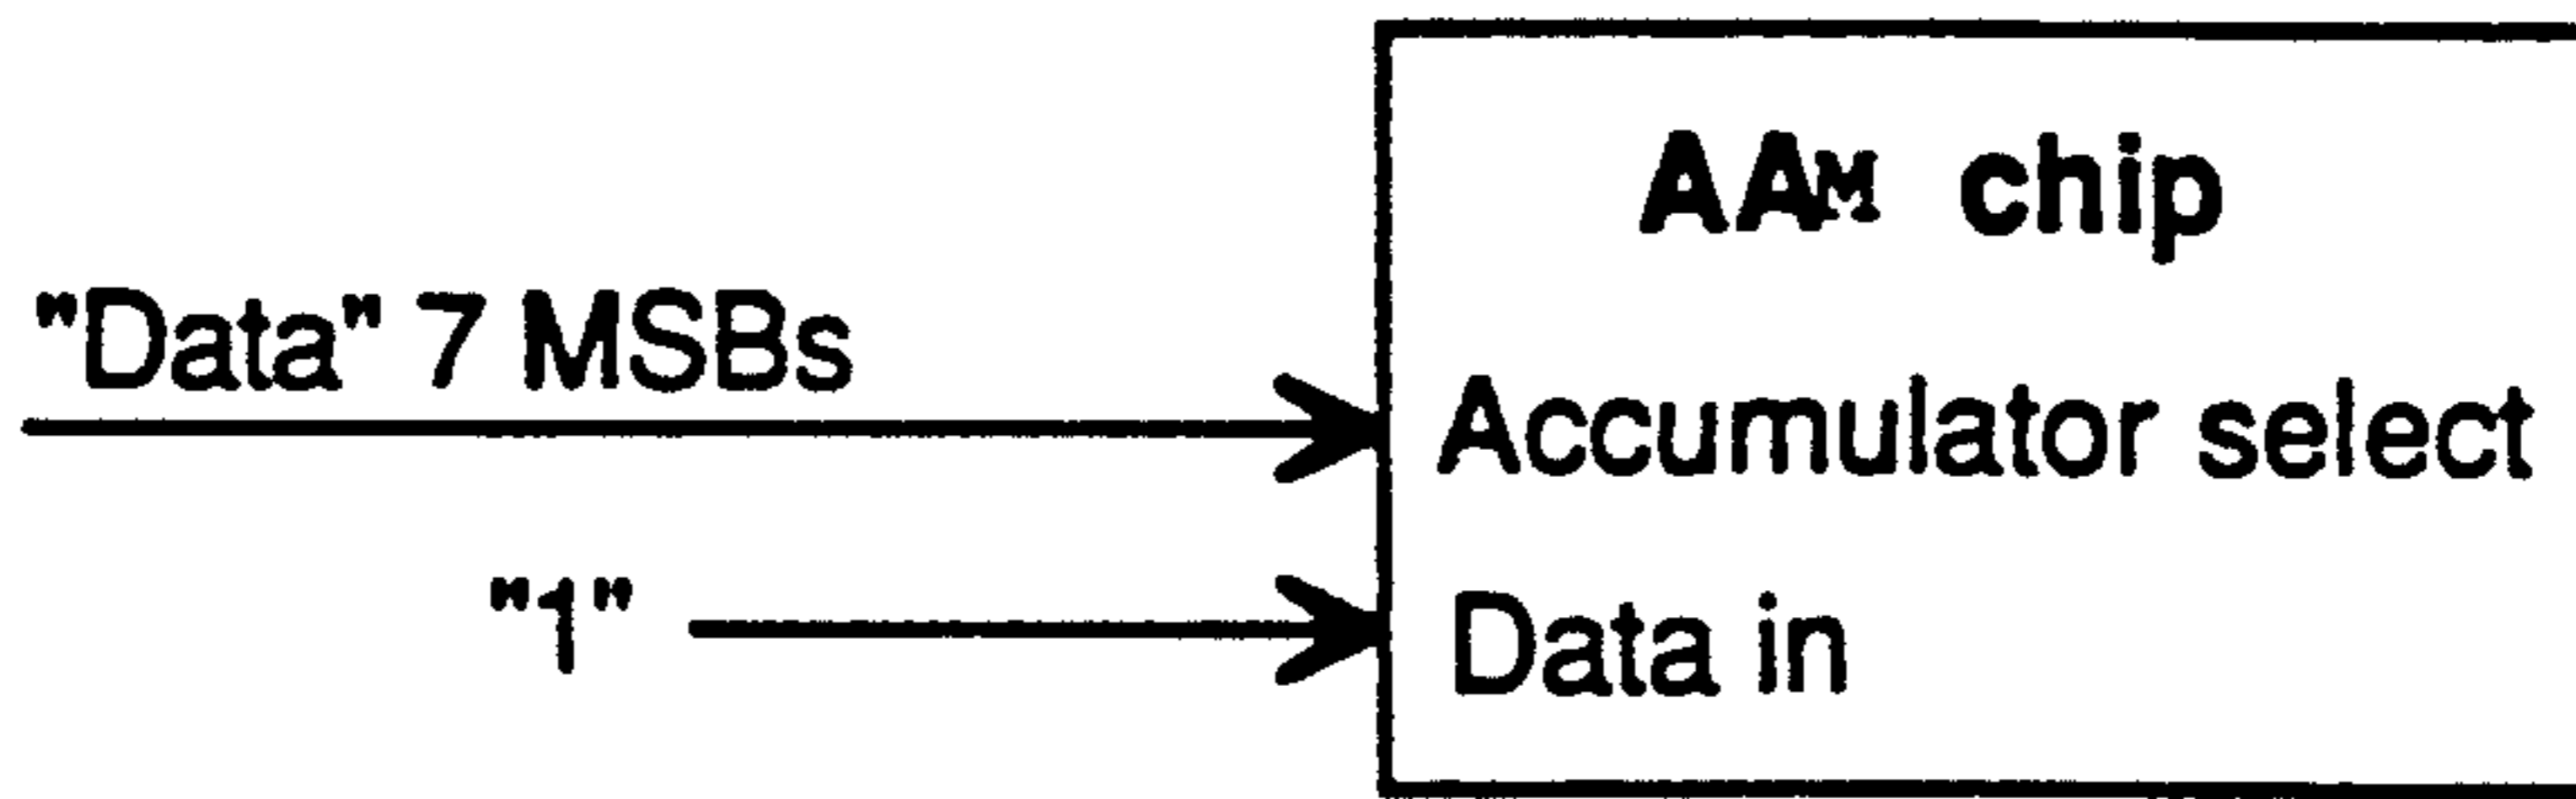 AAM chip
"Data" 7 MSBs
Accumulator select
"1"
Data in